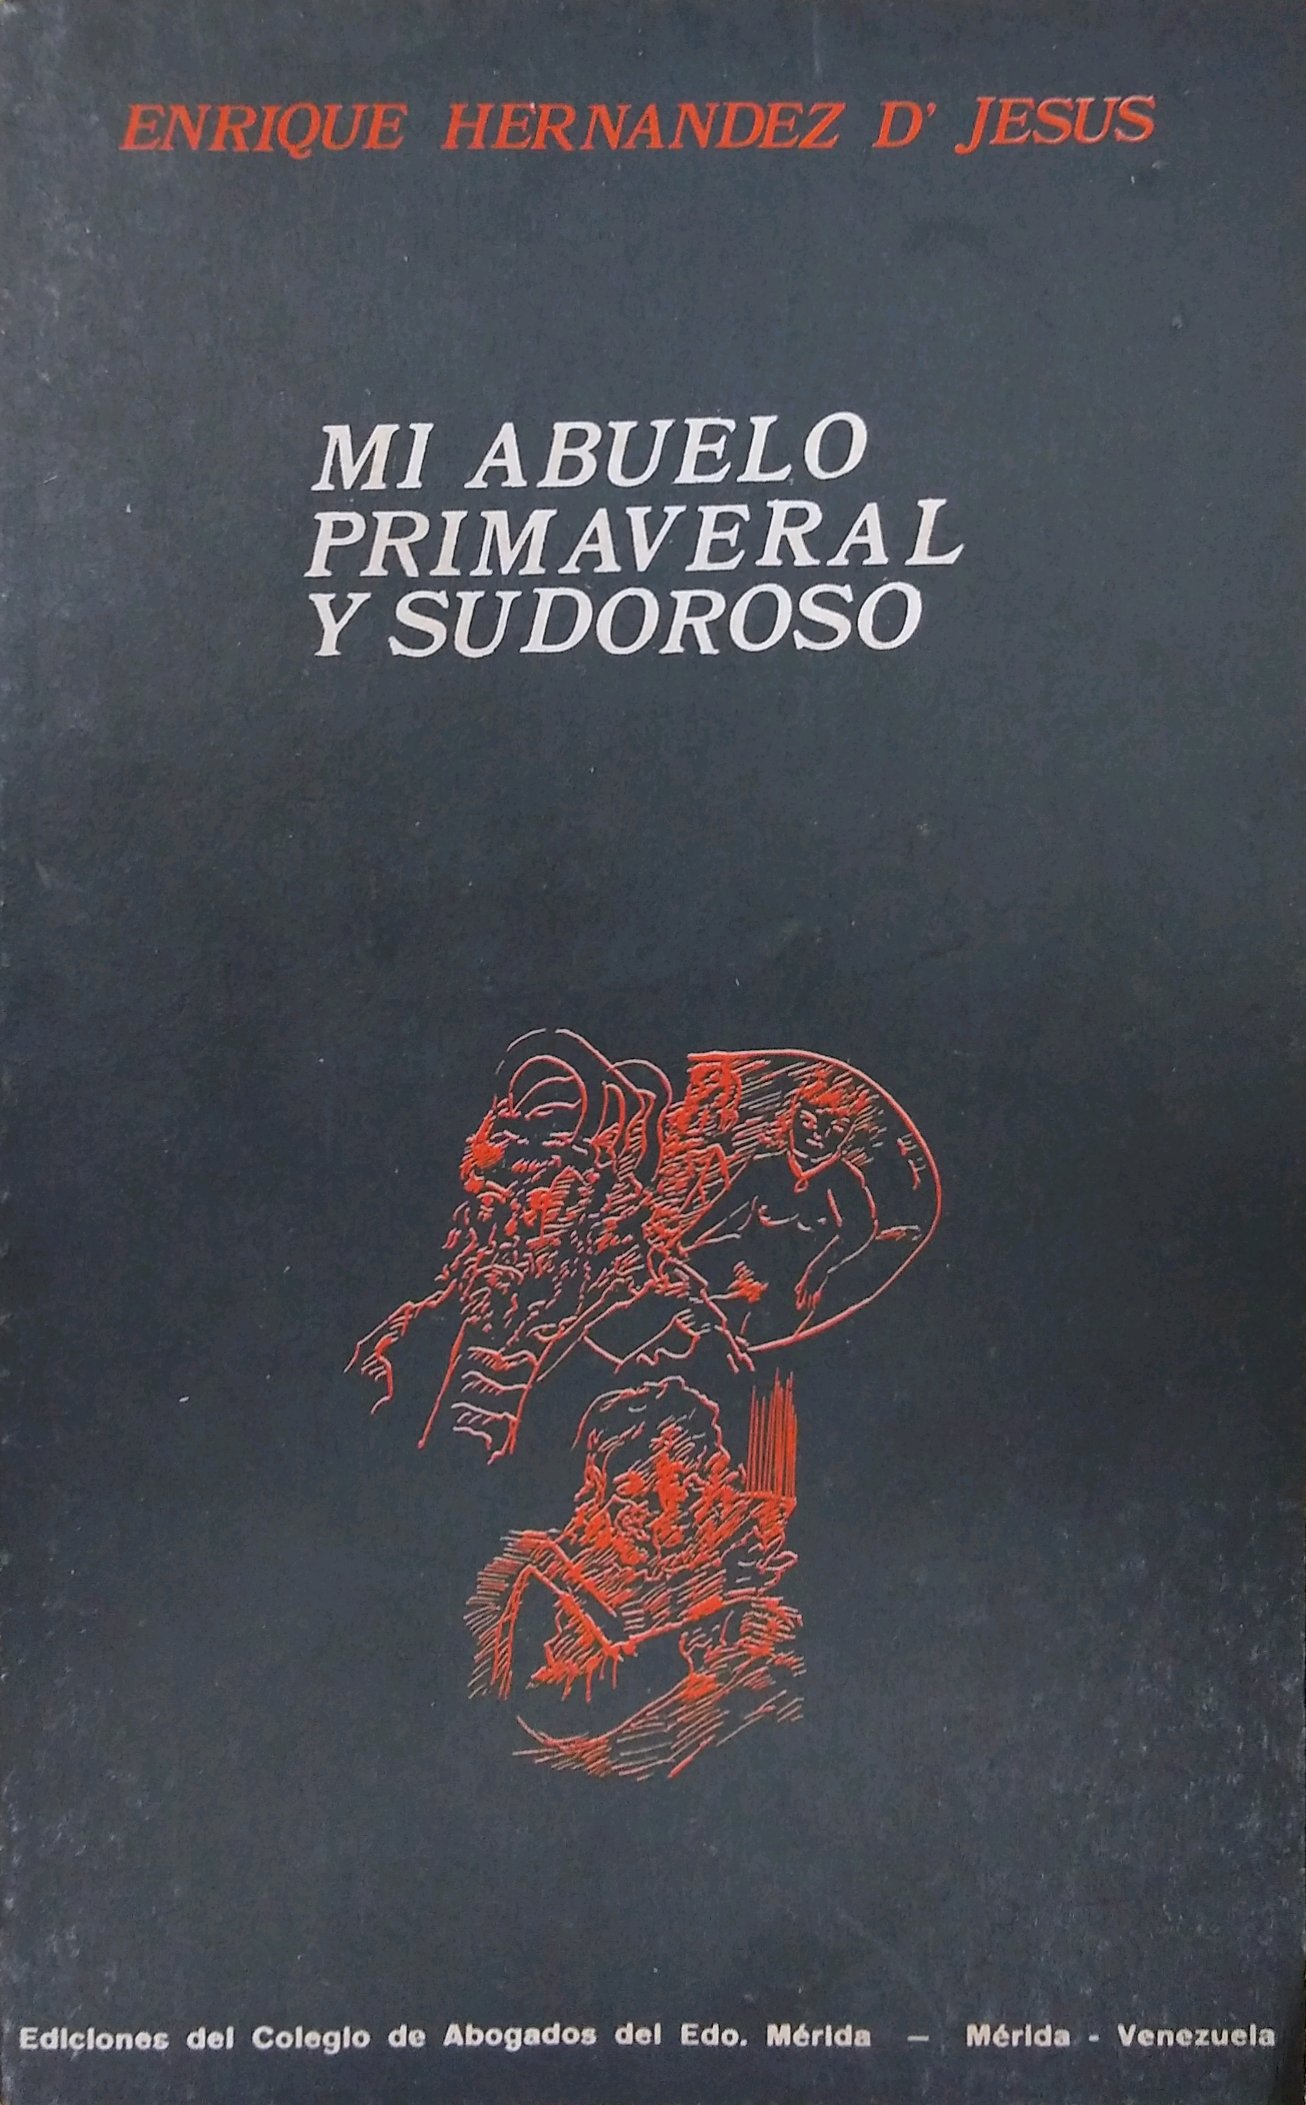 ENRIQUE HERNANDEZ D' JESUS
MI ABUELO
PRIMAVERAL
Y SUDOROSO
Ediciones del Colegio de Abogados del Edo. Mérida — Mérida - Venezuela